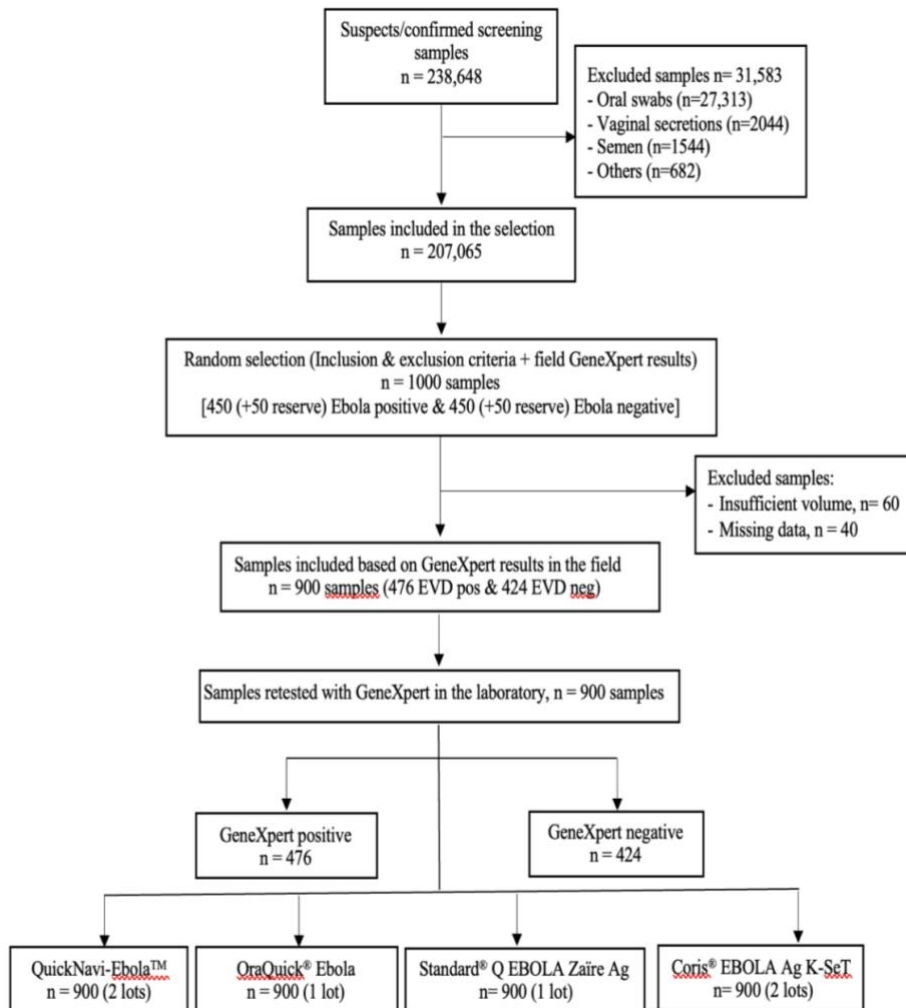 Suspects/confirmed screening
samples
n = 238,648
Excluded samples n= 31,583
- Oral swabs (n=27,313)
- Vaginal secretions (n=2044)
- Semen (n=1544)
- Others (n=682)
Samples included in the selection
n = 207,065
Random selection (Inclusion & exclusion criteria + field GeneXpert results)
n = 1000 samples
[450 (+50 reserve) Ebola positive & 450 (+50 reserve) Ebola negative]
Excluded samples:
- Insufficient volume, n= 60
- Missing data, n = 40
Samples included based on GeneXpert results in the field
n = 900 samples (476 EVD pos & 424 EVD neg)
Samples retested with GeneXpert in the laboratory, n = 900 samples
GeneXpert positive
n = 476
GeneXpert negative
n = 424
QuickNavi-Ebola™
n = 900 (2 lots)
OraQuick® Ebola
n = 900 (1 lot)
Standard® Q EBOLA Zaïre Ag
n= 900 (1 lot)
Coris® EBOLA Ag K-SeT
n= 900 (2 lots)